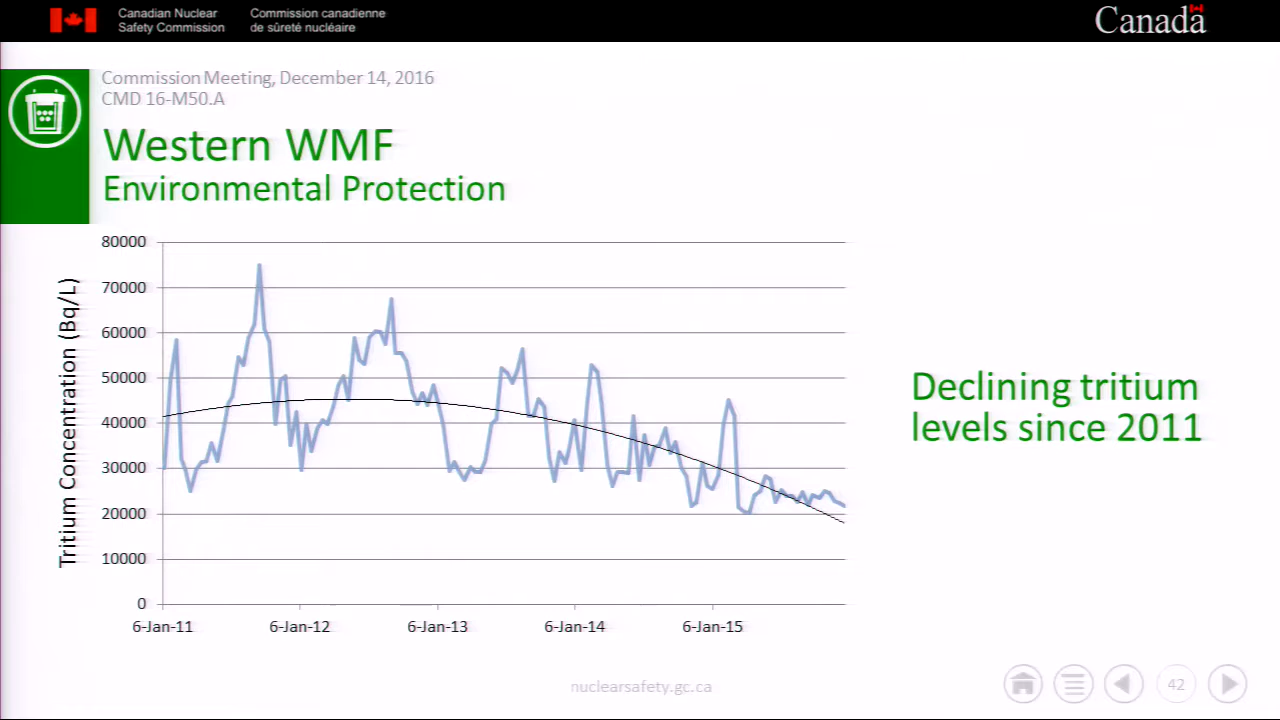 Canadian Nuclear
Safety Commission
Commission canadienne
de sûreté nucléaire
Canada
Commission Meeting, December 14, 2016
CMD 16-M50.A
Western WMF
Environmental Protection
Tritium Concentration (Bq/L)
80000
70000
60000
50000
40000
30000
20000
10000
0
6-Jan-11
6-Jan-12
6-Jan-13
6-Jan-14
6-Jan-15
Declining tritium
levels since 2011
nuclearsafety.gc.ca
42